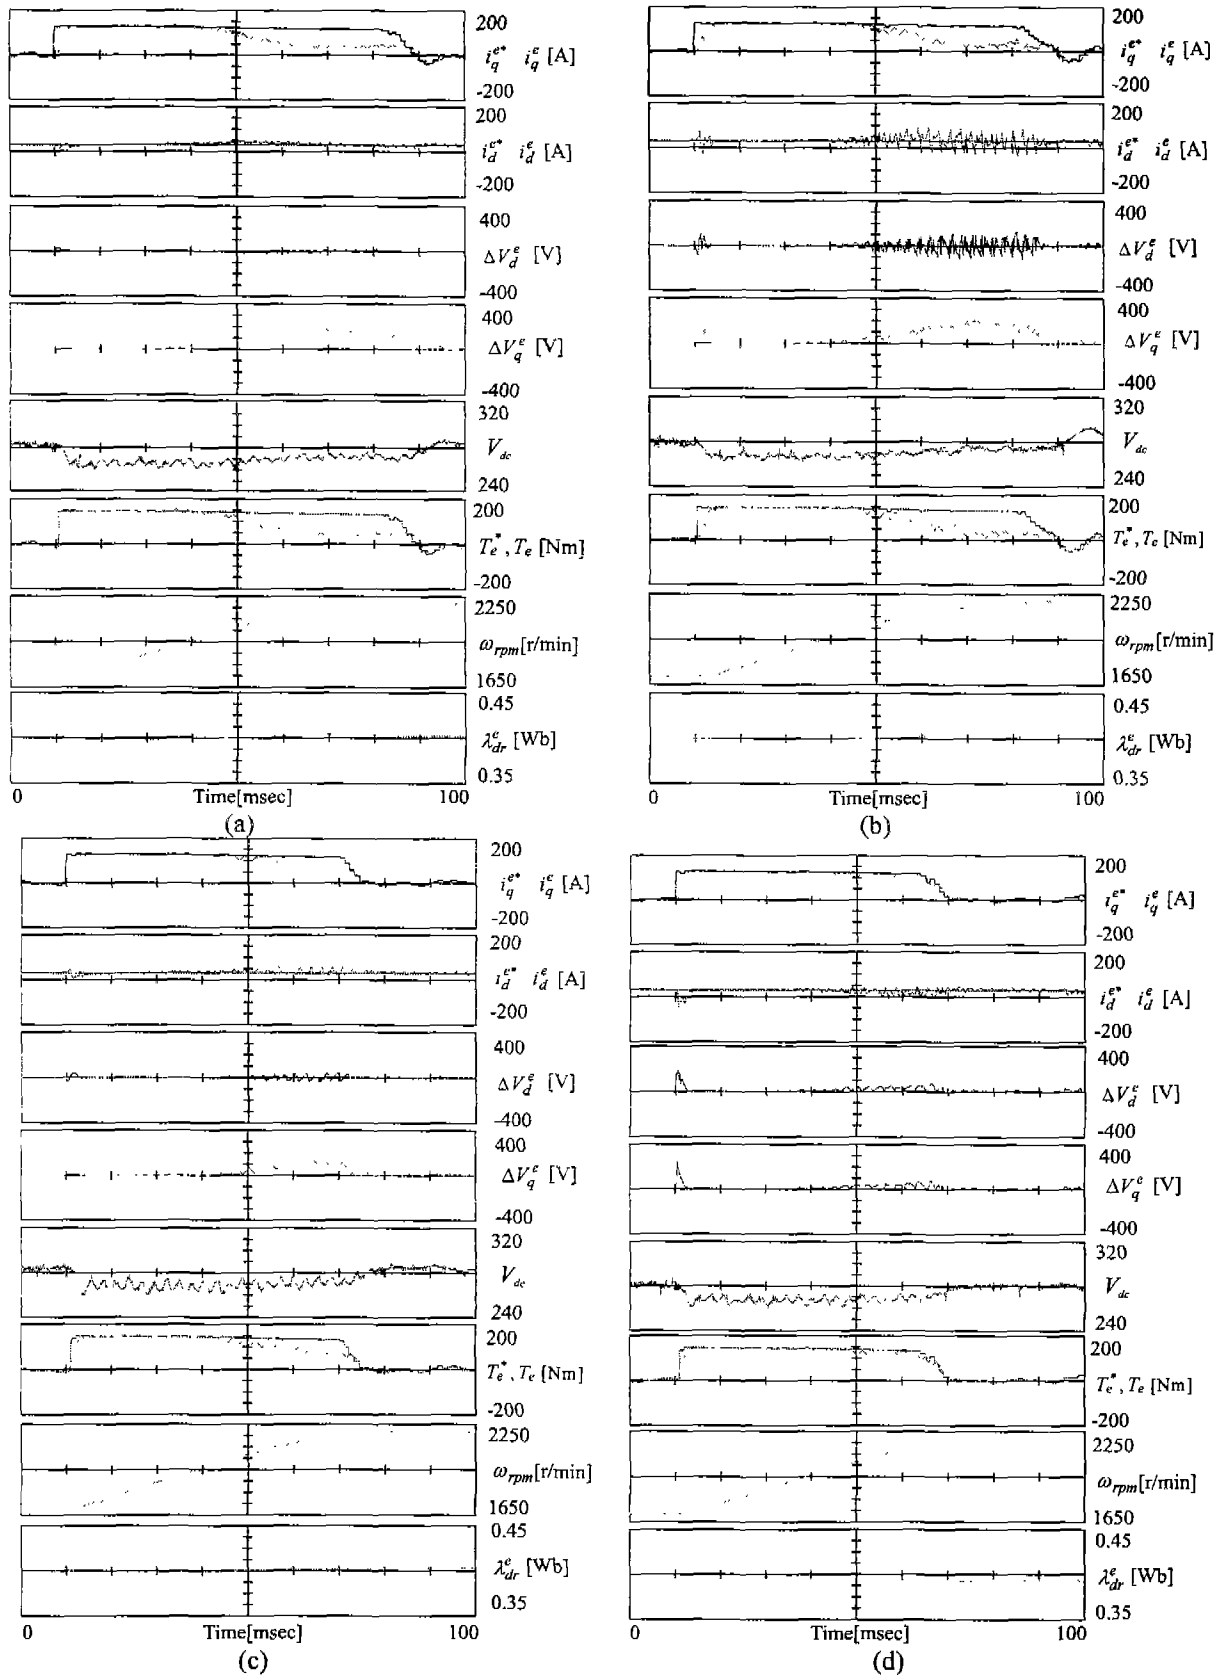 200
i_q^e* i_q^e [A]
-200
200
i_d^e* i_d^e [A]
-200
400
ΔV_d^e [V]
-400
400
ΔV_q^e [V]
-400
320
V_dc
240
200
T_e^*, T_e [Nm]
-200
2250
ω_rpm[r/min]
1650
0.45
λ_dr^e [Wb]
0.35
0 Time[msec] 100
(a)
200
i_q^e* i_q^e [A]
-200
200
i_d^e* i_d^e [A]
-200
400
ΔV_d^e [V]
-400
400
ΔV_q^e [V]
-400
320
V_dc
240
200
T_e^*, T_e [Nm]
-200
2250
ω_rpm[r/min]
1650
0.45
λ_dr^e [Wb]
0.35
0 Time[msec] 100
(b)
200
i_q^e* i_q^e [A]
-200
200
i_d^e* i_d^e [A]
-200
400
ΔV_d^e [V]
-400
400
ΔV_q^e [V]
-400
320
V_dc
240
200
T_e^*, T_e [Nm]
-200
2250
ω_rpm[r/min]
1650
0.45
λ_dr^e [Wb]
0.35
0 Time[msec] 100
(c)
200
i_q^e* i_q^e [A]
-200
200
i_d^e* i_d^e [A]
-200
400
ΔV_d^e [V]
-400
400
ΔV_q^e [V]
-400
320
V_dc
240
200
T_e^*, T_e [Nm]
-200
2250
ω_rpm[r/min]
1650
0.45
λ_dr^e [Wb]
0.35
0 Time[msec] 100
(d)